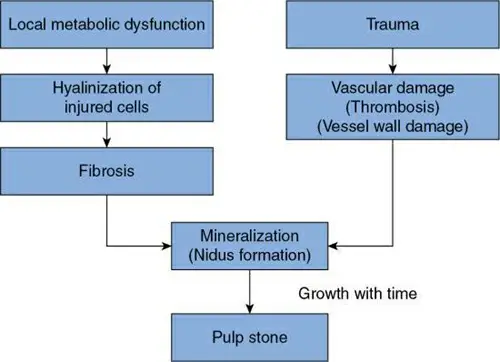 Local metabolic dysfunction
Trauma
Hyalinization of
injured cells
Vascular damage
(Thrombosis)
(Vessel wall damage)
Fibrosis
Mineralization
(Nidus formation)
Growth with time
Pulp stone